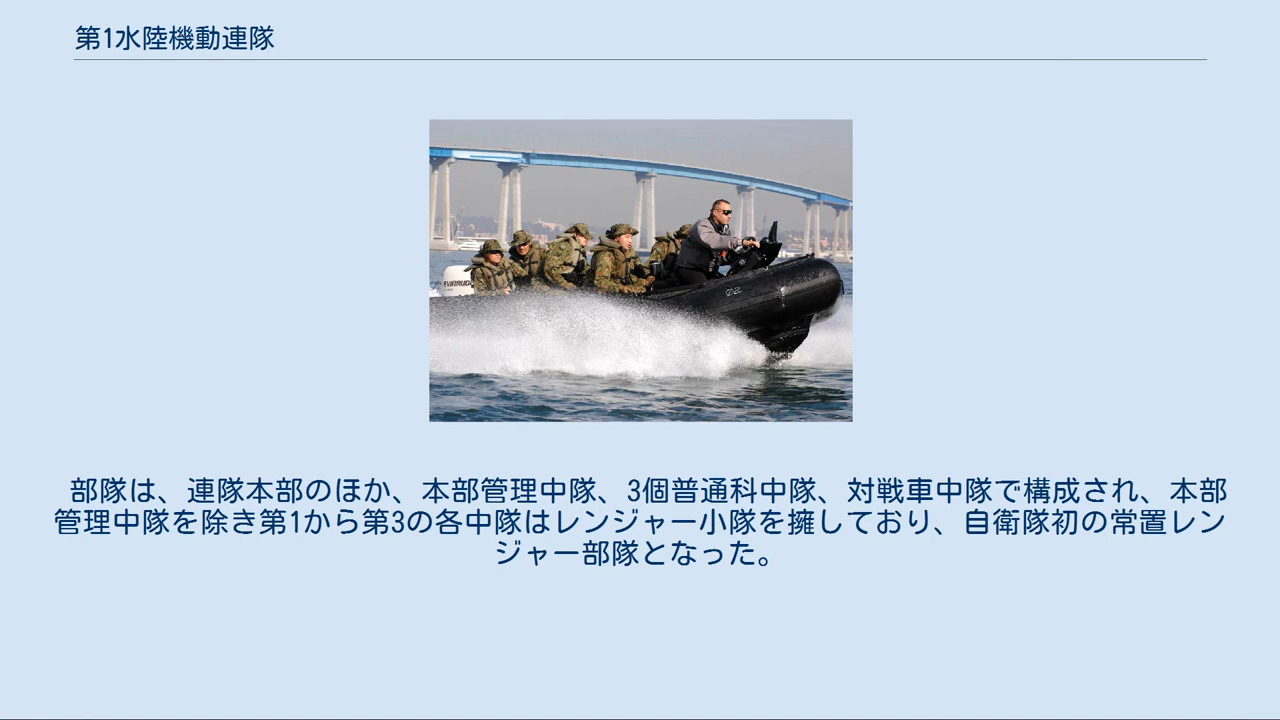 第1水陸機動連隊
部隊は、連隊本部のほか、本部管理中隊、3個普通科中隊、対戦車中隊で構成され、本部
管理中隊を除き第1から第3の各中隊はレンジャー小隊を擁しており、自衛隊初の常置レン
ジャー部隊となった。